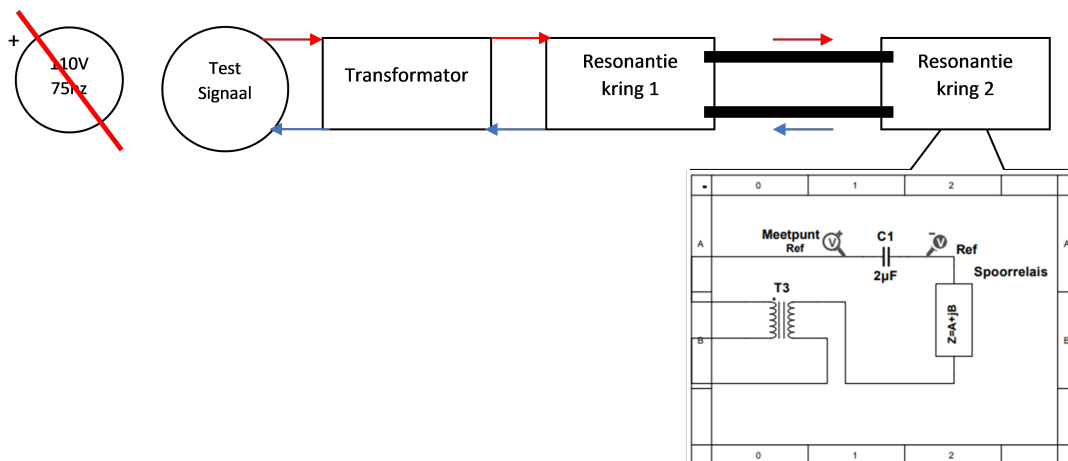 +
110V
75hz
Test
Signaal
Transformator
Resonantie
kring 1
Resonantie
kring 2
0 1 2
A
Meetpunt
Ref
V
+
C1
2µF
-
V
Ref
Spoorrelais
A
T3
Z=A+jB
B
B
0 1 2